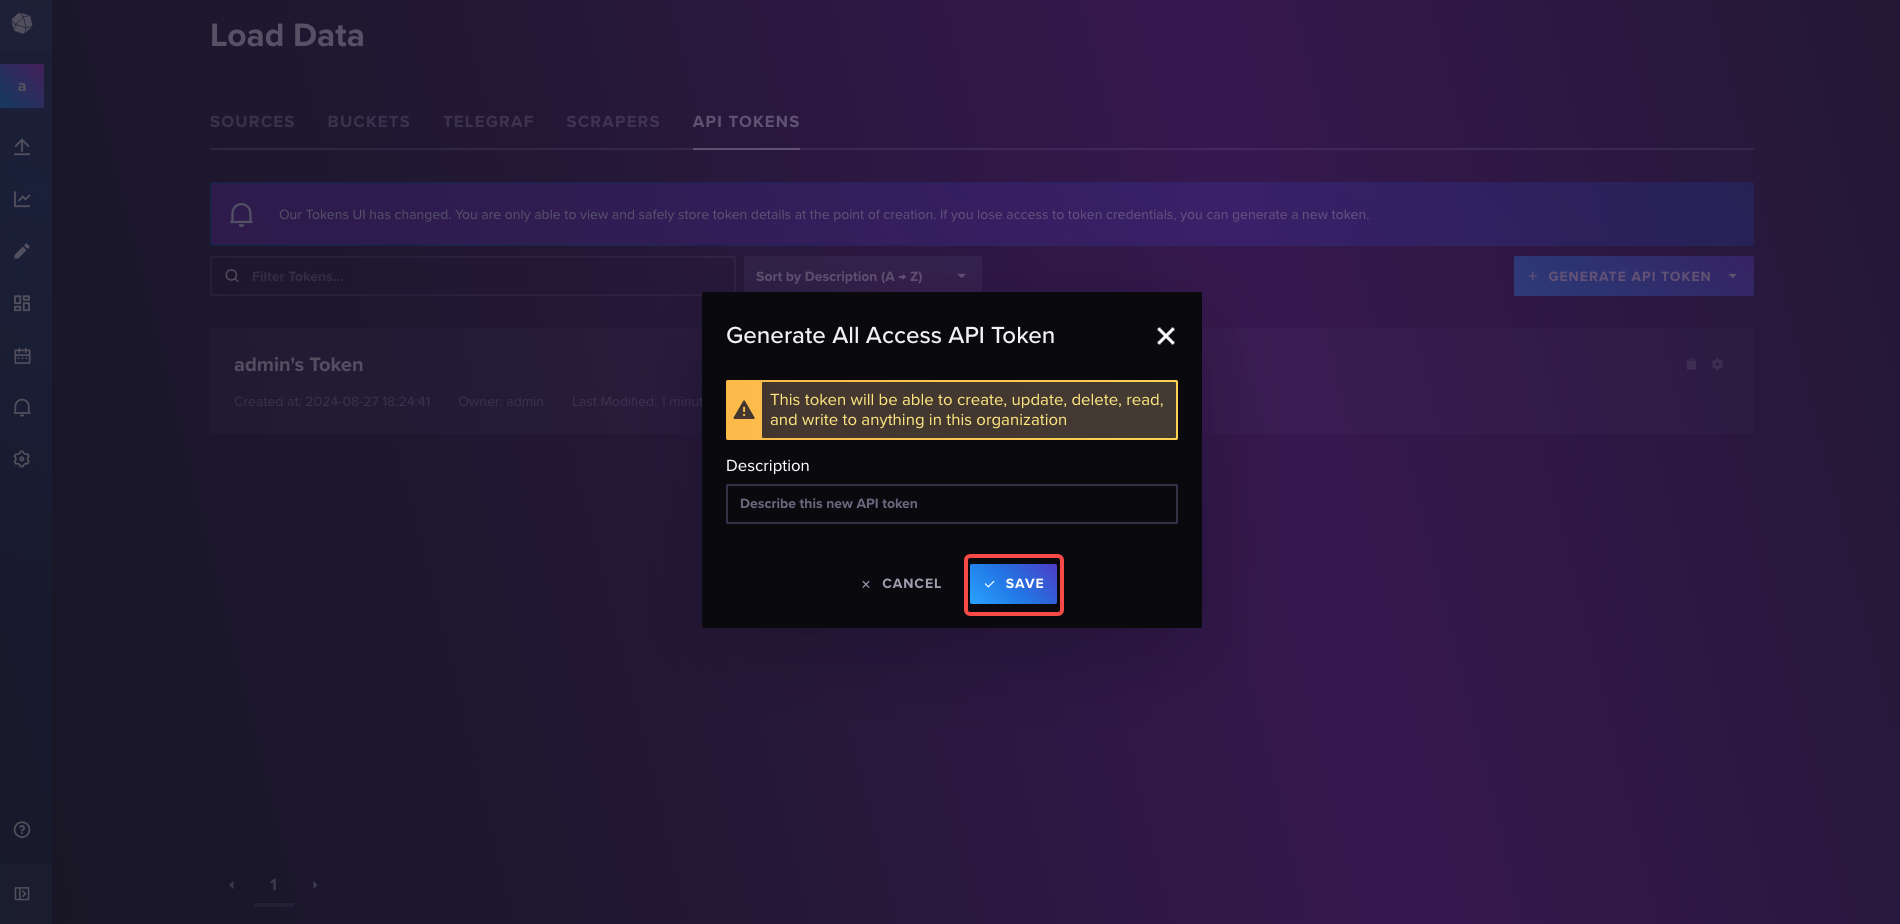 Load Data
a
SOURCES BUCKETS TELEGRAF SCRAPERS API TOKENS
Our Tokens UI has changed. You are only able to view and safely store token details at the point of creation. If you lose access to token credentials, you can generate a new token.
Filter Tokens...
Sort by Description (A → Z)
+ GENERATE API TOKEN
admin's Token
Created at: 2024-08-27 18:24:41 Owner: admin Last Modified: 1
Generate All Access API Token
This token will be able to create, update, delete, read,
and write to anything in this organization
Description
Describe this new API token
CANCEL
SAVE
1